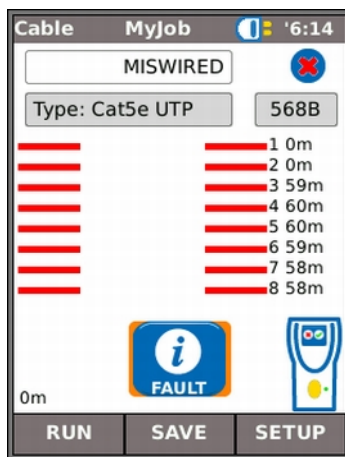 Cable MyJob '6:14
MISWIRED
Type: Cat5e UTP 568B
1 0m
2 0m
3 59m
4 60m
5 60m
6 59m
7 58m
8 58m
i
FAULT
0m
RUN SAVE SETUP